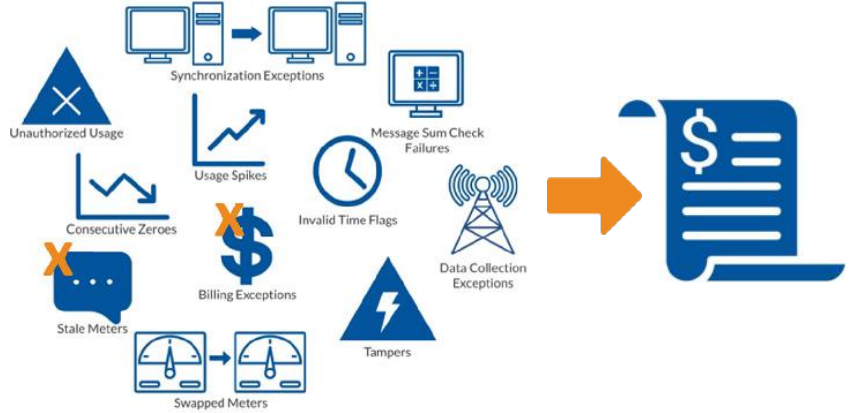 Synchronization Exceptions
Unauthorized Usage
Message Sum Check
Failures
Usage Spikes
Invalid Time Flags
Consecutive Zeroes
X
X
$
$
Data Collection
Exceptions
Billing Exceptions
Stale Meters
Tampers
Swapped Meters